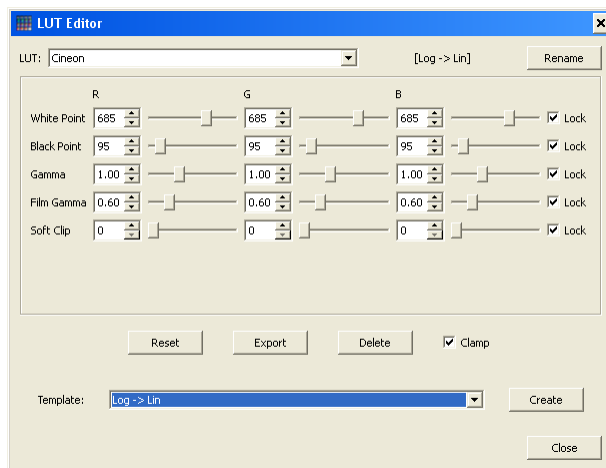 LUT Editor
LUT: Cineon [Log -> Lin] Rename
R G B
White Point 685 685 685 Lock
Black Point 95 95 95 Lock
Gamma 1.00 1.00 1.00 Lock
Film Gamma 0.60 0.60 0.60 Lock
Soft Clip 0 0 0 Lock
Reset Export Delete Clamp
Template: Log -> Lin Create
Close